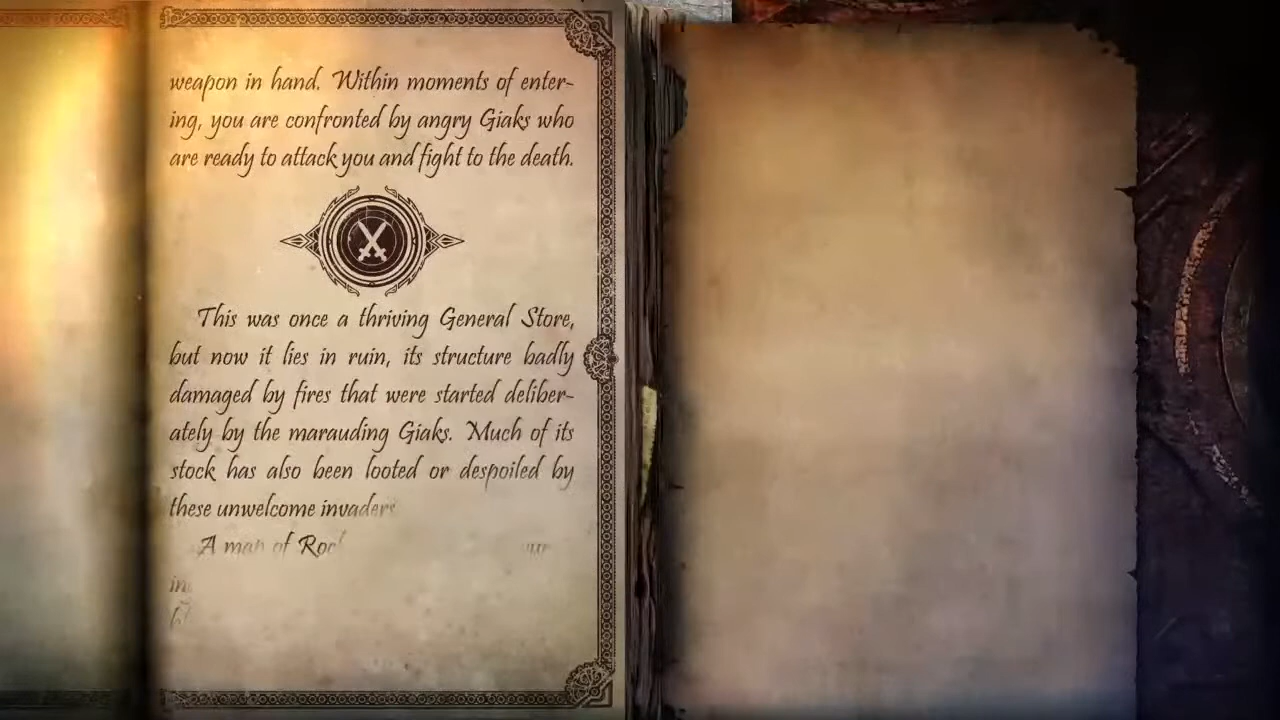 weapon in hand. Within moments of enter-
ing, you are confronted by angry Giaks who
are ready to attack you and fight to the death.
This was once a thriving General Store,
but now it lies in ruin, its structure badly
damaged by fires that were started deliber-
ately by the marauding Giaks. Much of its
stock has also been looted or despoiled by
these unwelcome invaders
A map of